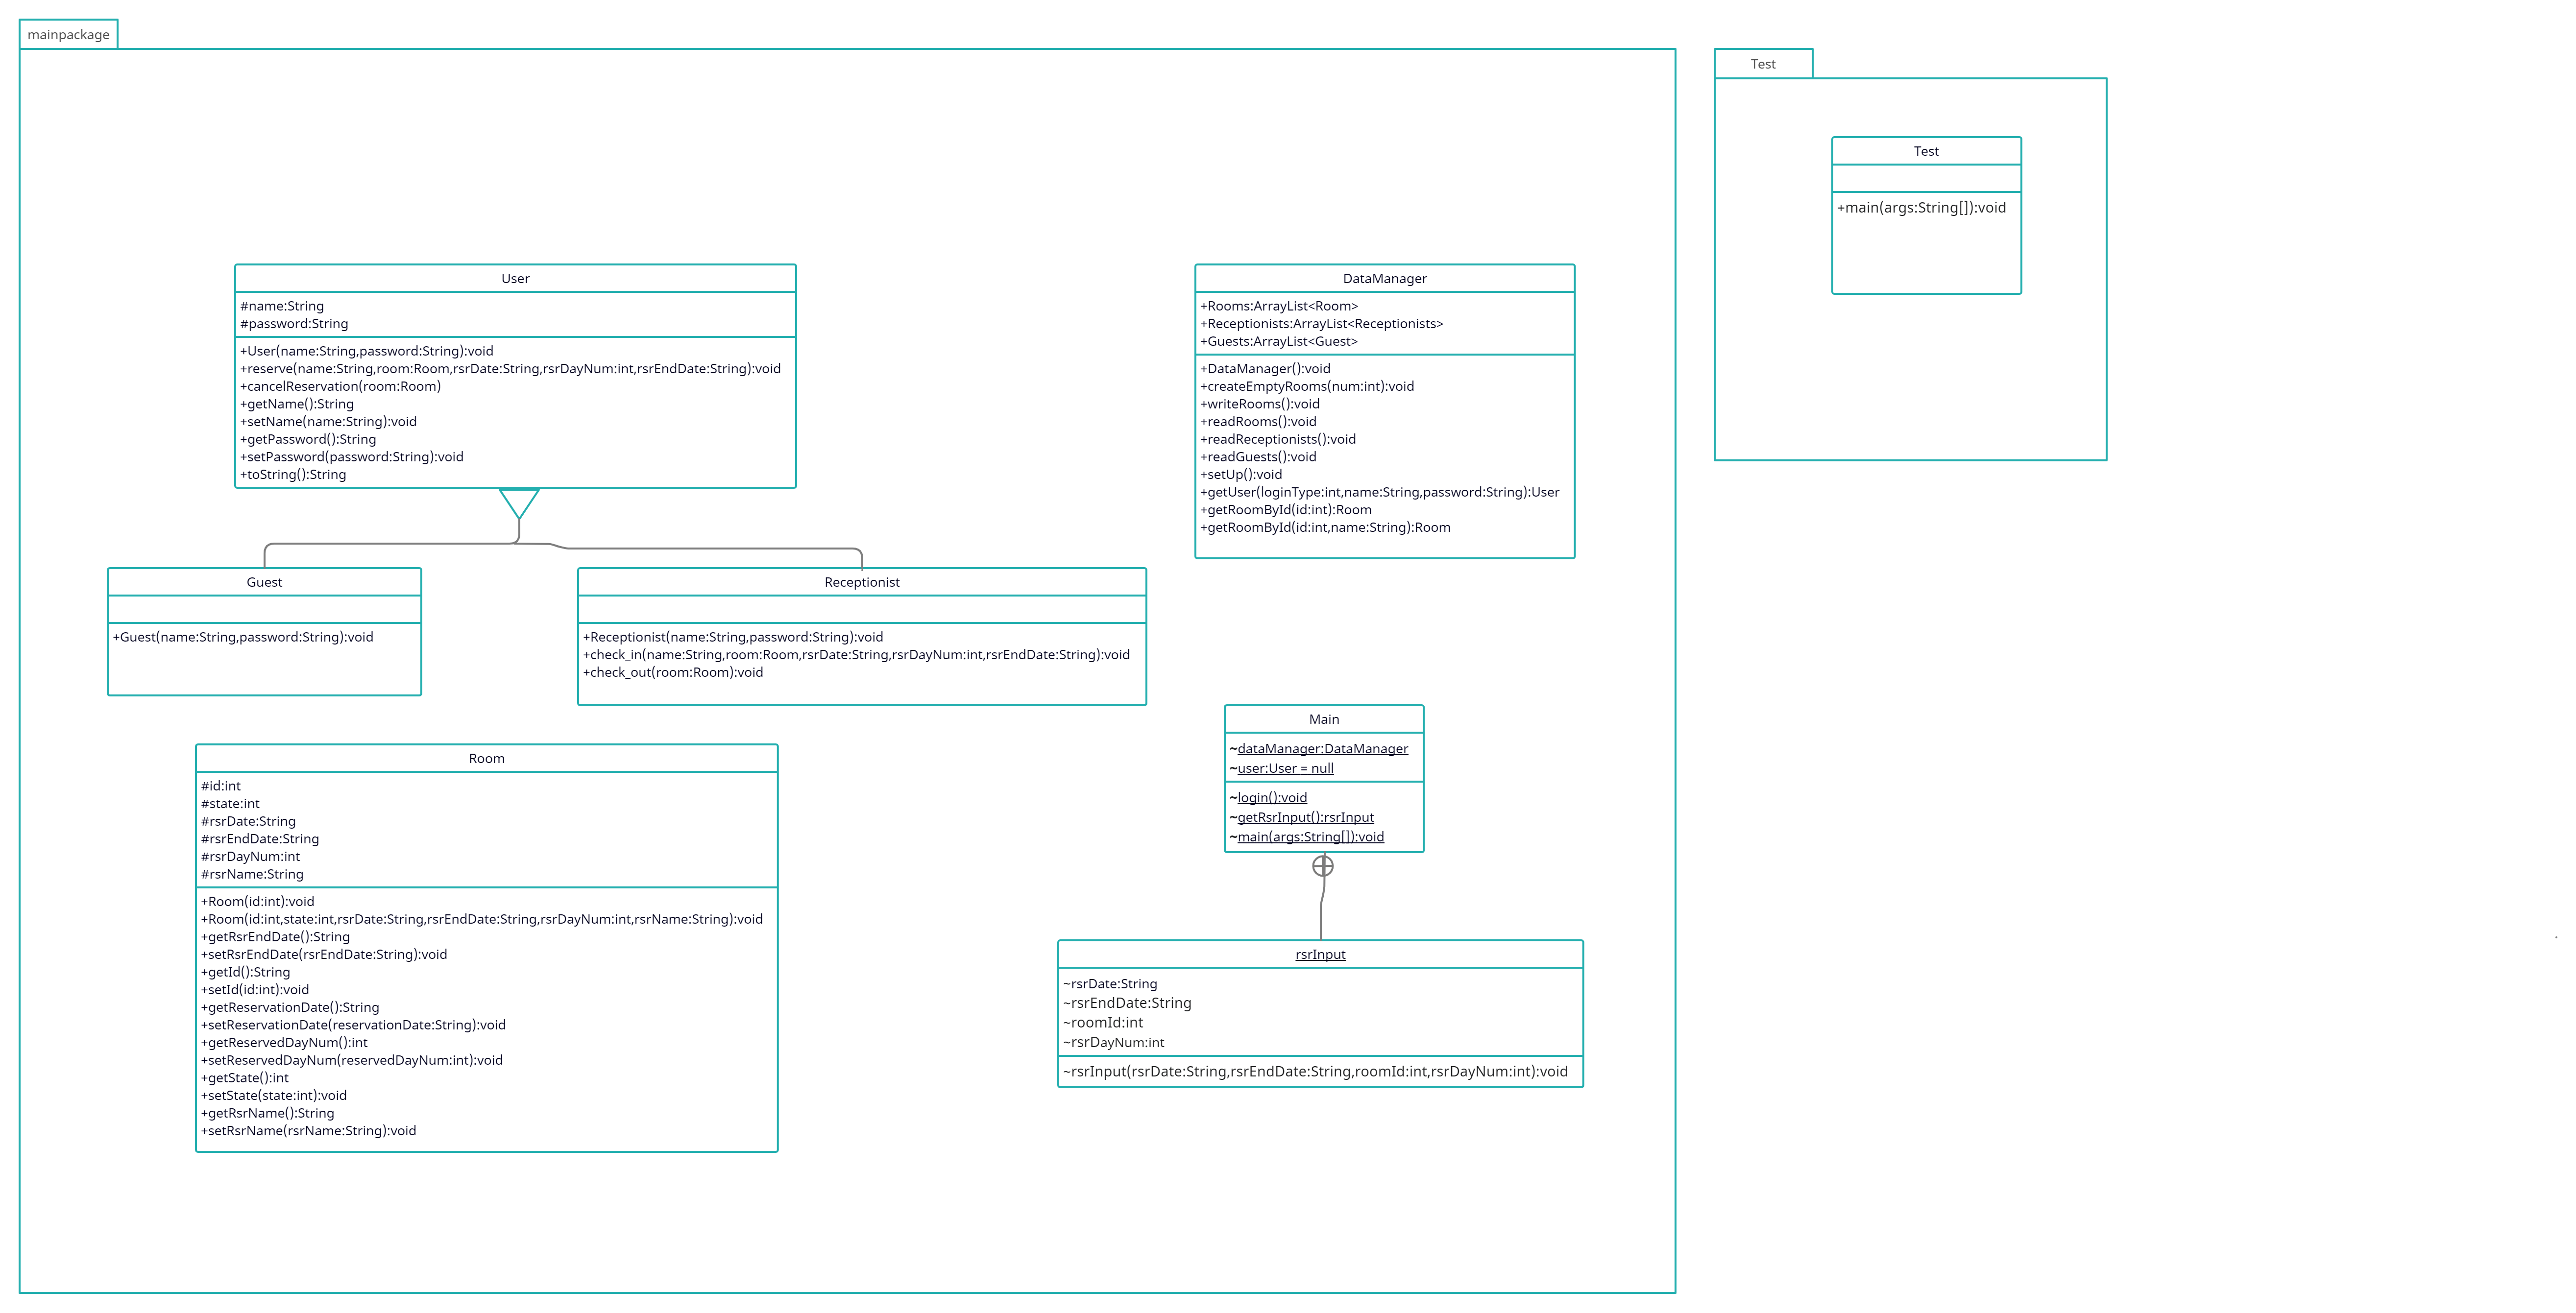 mainpackage
User
#name:String
#password:String
+User(name:String,password:String):void
+reserve(name:String,room:Room,rsrDate:String,rsrDayNum:int,rsrEndDate:String):void
+cancelReservation(room:Room)
+getName():String
+setName(name:String):void
+getPassword():String
+setPassword(password:String):void
+toString():String
Guest
+Guest(name:String,password:String):void
Receptionist
+Receptionist(name:String,password:String):void
+check_in(name:String,room:Room,rsrDate:String,rsrDayNum:int,rsrEndDate:String):void
+check_out(room:Room):void
Room
#id:int
#state:int
#rsrDate:String
#rsrEndDate:String
#rsrDayNum:int
#rsrName:String
+Room(id:int):void
+Room(id:int,state:int,rsrDate:String,rsrEndDate:String,rsrDayNum:int,rsrName:String):void
+getRsrEndDate():String
+setRsrEndDate(rsrEndDate:String):void
+getId():String
+setId(id:int):void
+getReservationDate():String
+setReservationDate(reservationDate:String):void
+getReservedDayNum():int
+setReservedDayNum(reservedDayNum:int):void
+getState():int
+setState(state:int):void
+getRsrName():String
+setRsrName(rsrName:String):void
DataManager
+Rooms:ArrayList<Room>
+Receptionists:ArrayList<Receptionists>
+Guests:ArrayList<Guest>
+DataManager():void
+createEmptyRooms(num:int):void
+writeRooms():void
+readRooms():void
+readReceptionists():void
+readGuests():void
+setUp():void
+getUser(loginType:int,name:String,password:String):User
+getRoomById(id:int):Room
+getRoomById(id:int,name:String):Room
Main
~dataManager:DataManager
~user:User = null
~login():void
~getRsrInput():rsrInput
~main(args:String[]):void
rsrInput
~rsrDate:String
~rsrEndDate:String
~roomId:int
~rsrDayNum:int
~rsrInput(rsrDate:String,rsrEndDate:String,roomId:int,rsrDayNum:int):void
Test
Test
+main(args:String[]):void